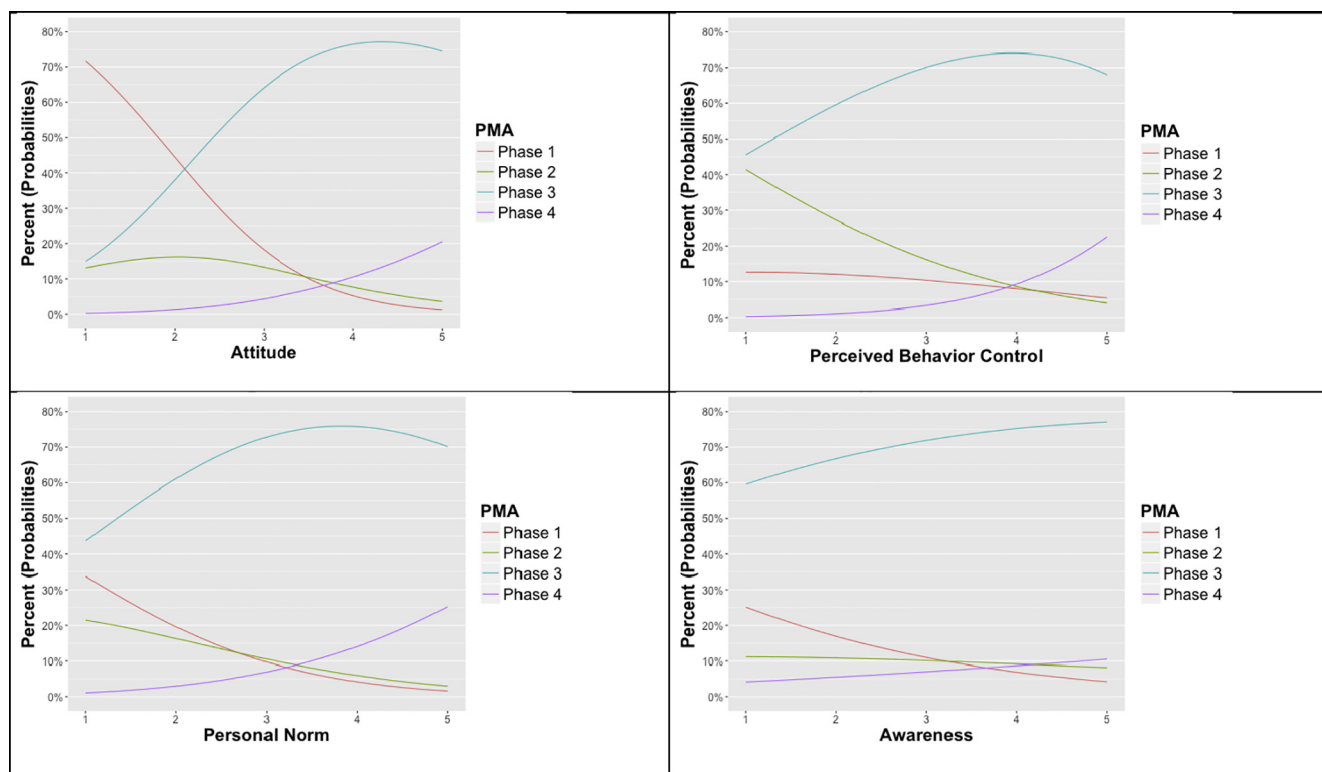 80%
70%
60%
50%
40%
30%
20%
10%
0%
Percent (Probabilities)
1 2 3 4 5
Attitude
PMA
Phase 1
Phase 2
Phase 3
Phase 4
80%
70%
60%
50%
40%
30%
20%
10%
0%
Percent (Probabilities)
1 2 3 4 5
Perceived Behavior Control
PMA
Phase 1
Phase 2
Phase 3
Phase 4
80%
70%
60%
50%
40%
30%
20%
10%
0%
Percent (Probabilities)
1 2 3 4 5
Personal Norm
PMA
Phase 1
Phase 2
Phase 3
Phase 4
80%
70%
60%
50%
40%
30%
20%
10%
0%
Percent (Probabilities)
1 2 3 4 5
Awareness
PMA
Phase 1
Phase 2
Phase 3
Phase 4